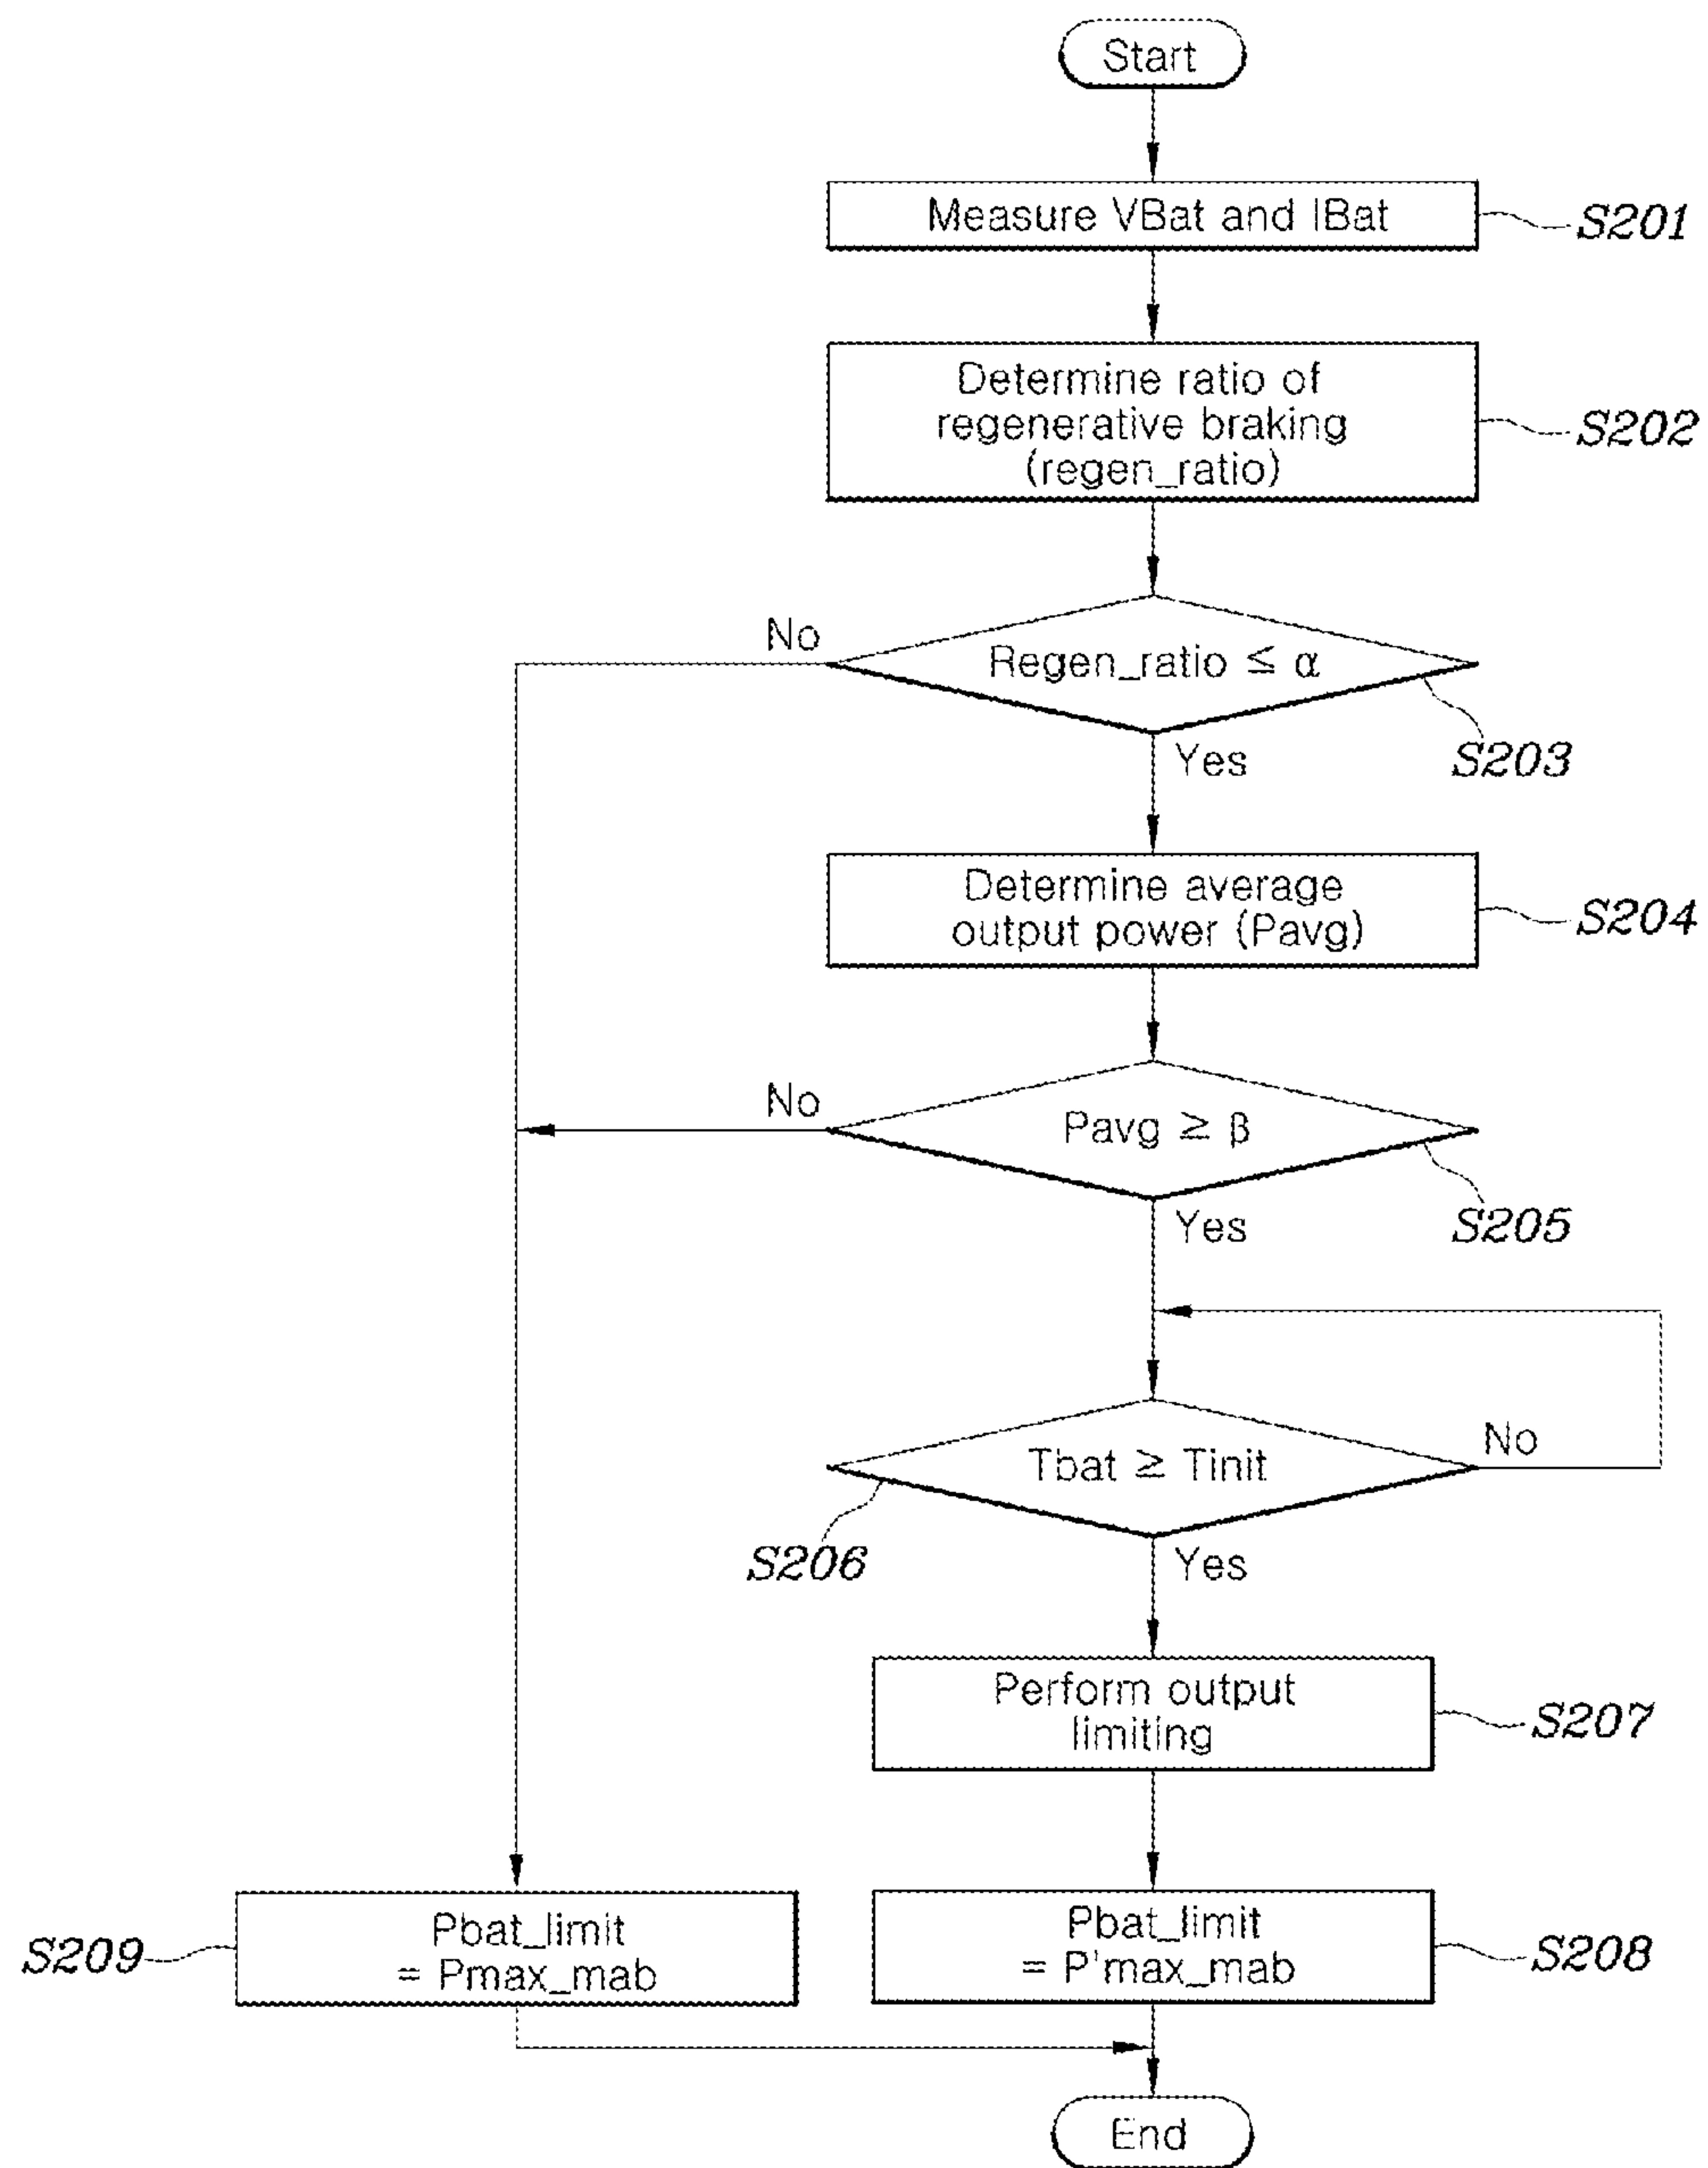 Start
Measure VBat and IBat
S201
Determine ratio of
regenerative braking
(regen_ratio)
S202
No
Regen_ratio ≤ α
S203
Yes
Determine average
output power (Pavg)
S204
No
Pavg ≥ β
S205
Yes
Tbat ≥ Tinit
No
S206
Yes
Perform output
limiting
S207
S209
Pbat_limit
= Pmax_mab
Pbat_limit
= P'max_mab
S208
End